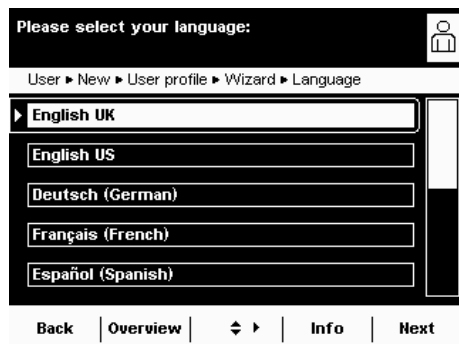 Please select your language:
User ▸ New ▸ User profile ▸ Wizard ▸ Language
English UK
English US
Deutsch (German)
Français (French)
Español (Spanish)
Back Overview Info Next